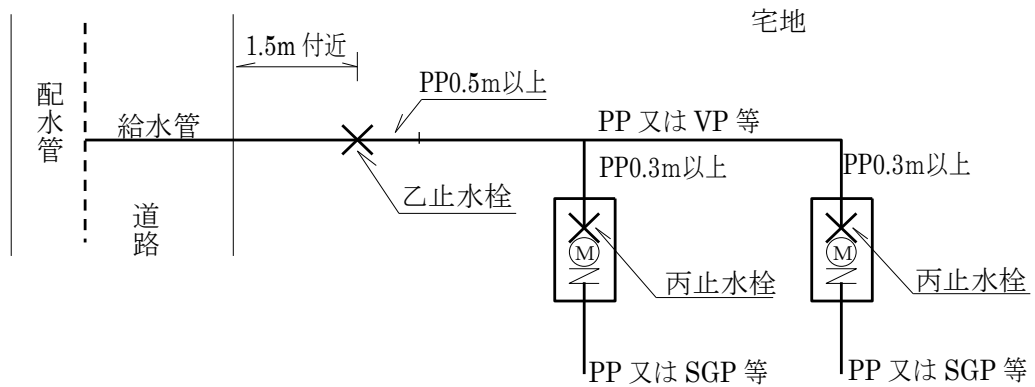 宅地
1.5m 付近
配水管
PP0.5m以上
給水管
PP 又は VP 等
PP0.3m以上
PP0.3m以上
乙止水栓
道路
M
M
丙止水栓
丙止水栓
PP 又は SGP 等
PP 又は SGP 等